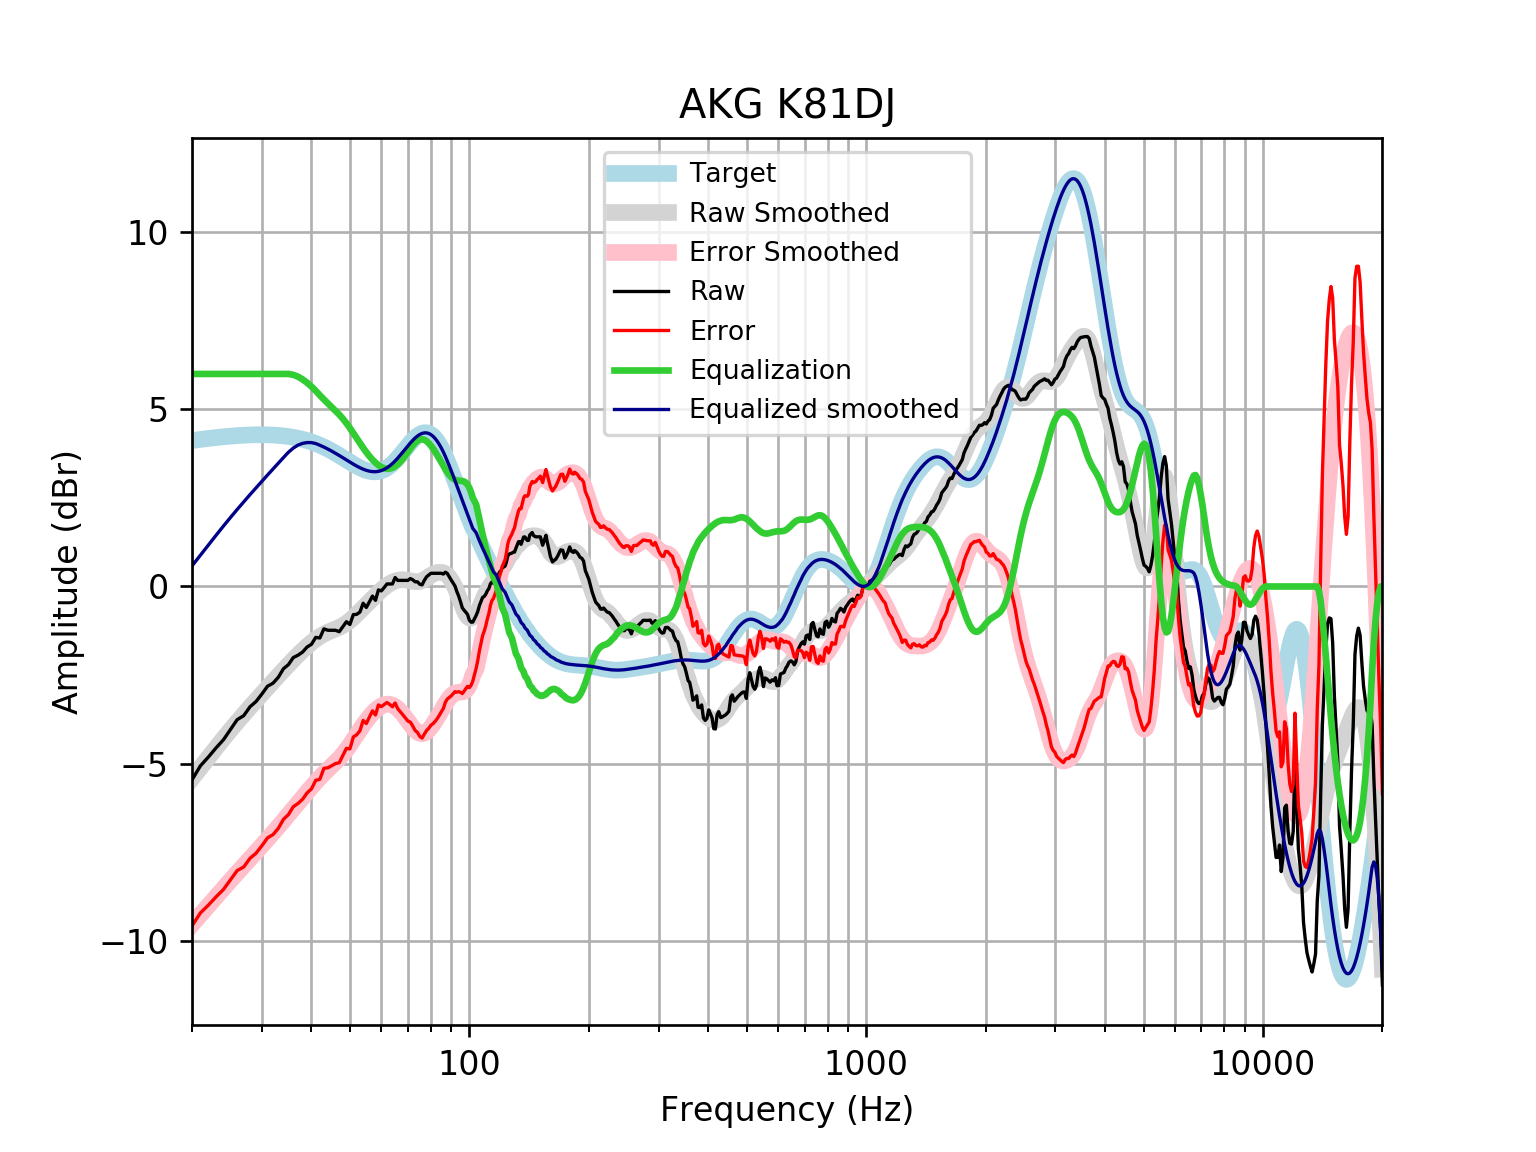 AKG K81DJ
Target
Raw Smoothed
Error Smoothed
Raw
Error
Equalization
Equalized smoothed
Amplitude (dBr)
10
5
0
−5
−10
100 1000 10000
Frequency (Hz)